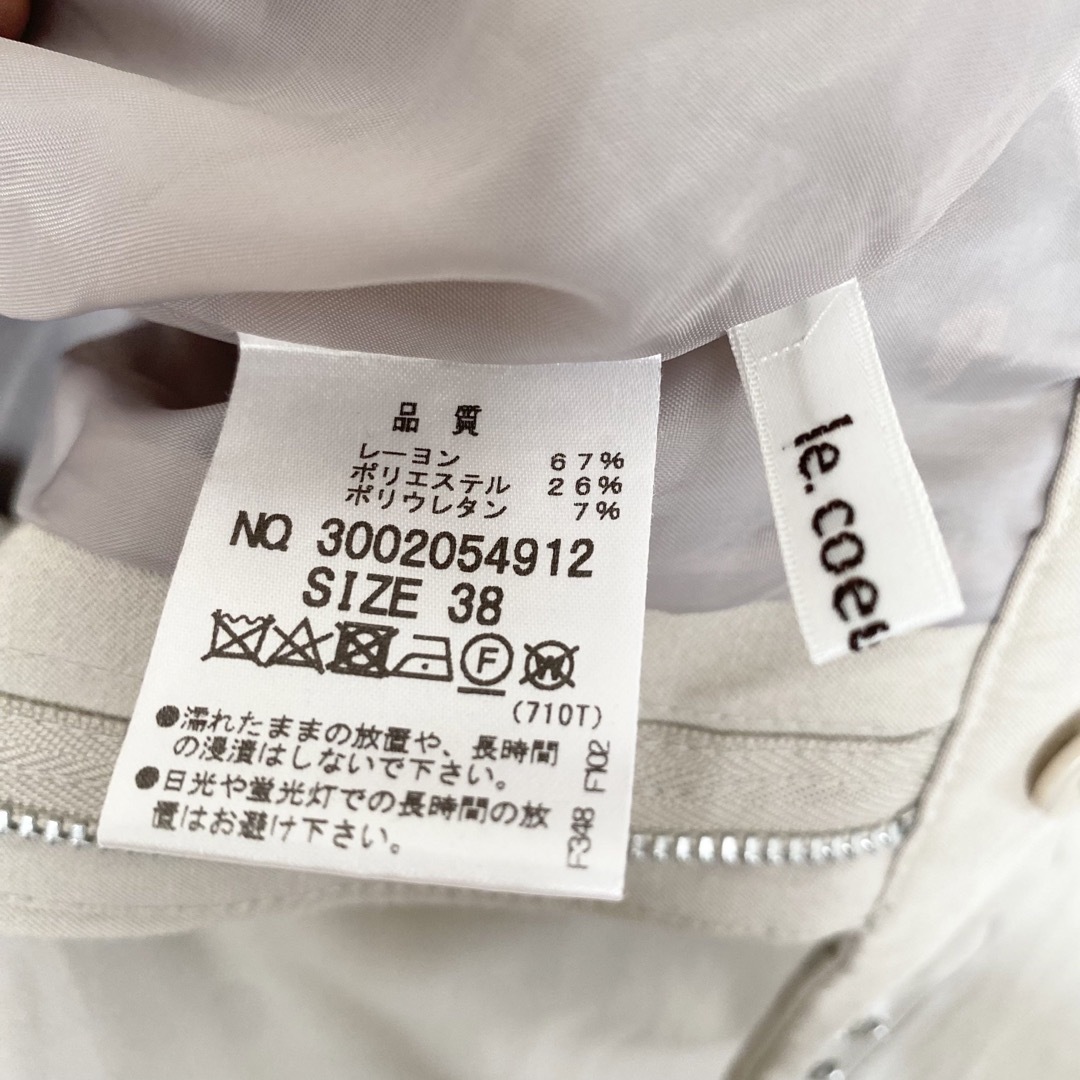 品質
レーヨン 67%
ポリエステル 26%
ポリウレタン 7%
NO 3002054912
SIZE 38
F
W
(710T)
●濡れたままの放置や、長時間
の浸漬はしないで下さい。
●日光や蛍光灯での長時間の放
置はお避け下さい。
F348 F102
le.coeu